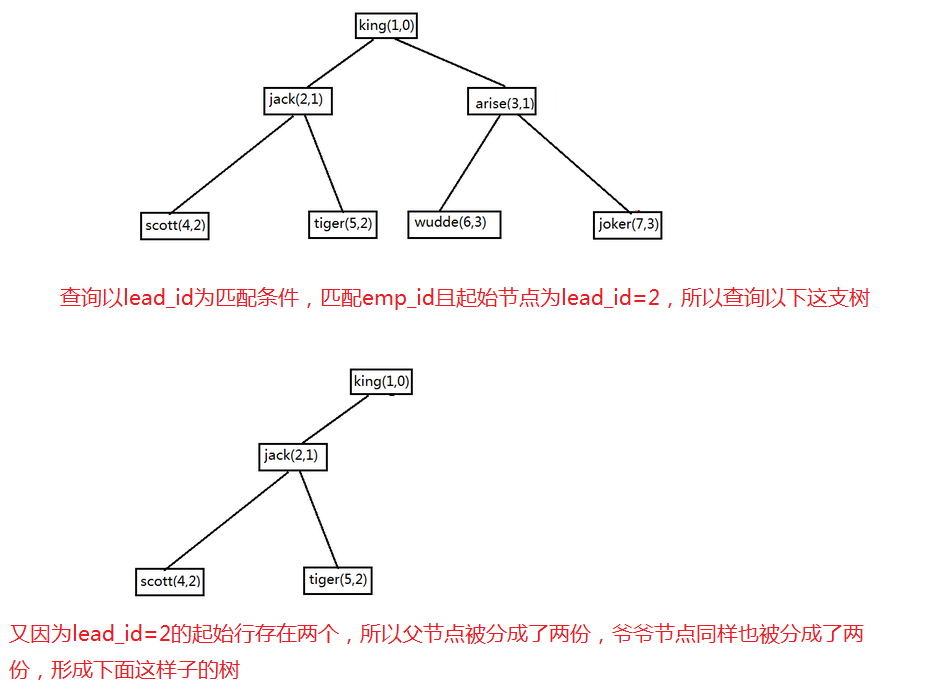 king(1,0)
jack(2,1)
arise(3,1)
scott(4,2)
tiger(5,2)
wudde(6,3)
joker(7,3)
查询以lead_id为匹配条件，匹配emp_id且起始节点为lead_id=2，所以查询以下这支树
king(1,0)
jack(2,1)
scott(4,2)
tiger(5,2)
又因为lead_id=2的起始行存在两个，所以父节点被分成了两份，爷爷节点同样也被分成了两
份，形成下面这样子的树